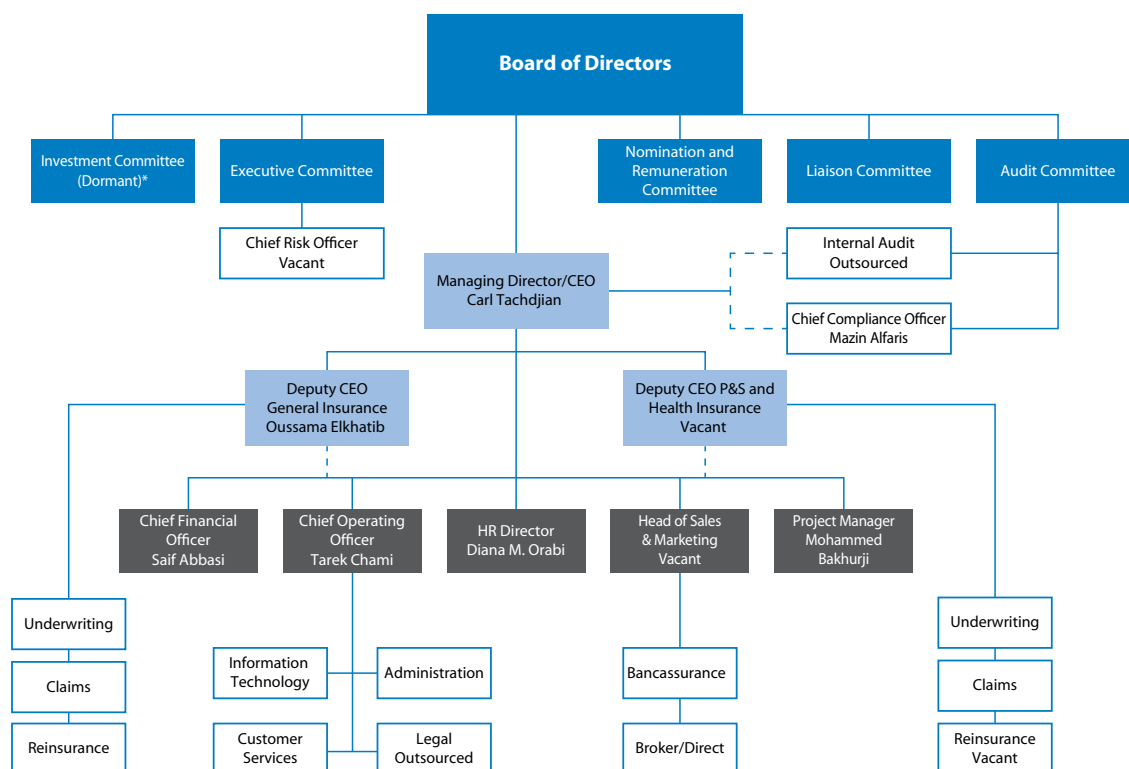 Board of Directors
Investment Committee
(Dormant)*
Executive Committee
Nomination and
Remuneration
Committee
Liaison Committee
Audit Committee
Chief Risk Officer
Vacant
Internal Audit
Outsourced
Managing Director/CEO
Carl Tachdjian
Chief Compliance Officer
Mazin Alfaris
Deputy CEO
General Insurance
Oussama Elkhatib
Deputy CEO P&S and
Health Insurance
Vacant
Chief Financial
Officer
Saif Abbasi
Chief Operating
Officer
Tarek Chami
HR Director
Diana M. Orabi
Head of Sales
& Marketing
Vacant
Project Manager
Mohammed
Bakhurji
Underwriting
Claims
Reinsurance
Information
Technology
Administration
Customer
Services
Legal
Outsourced
Bancassurance
Broker/Direct
Underwriting
Claims
Reinsurance
Vacant